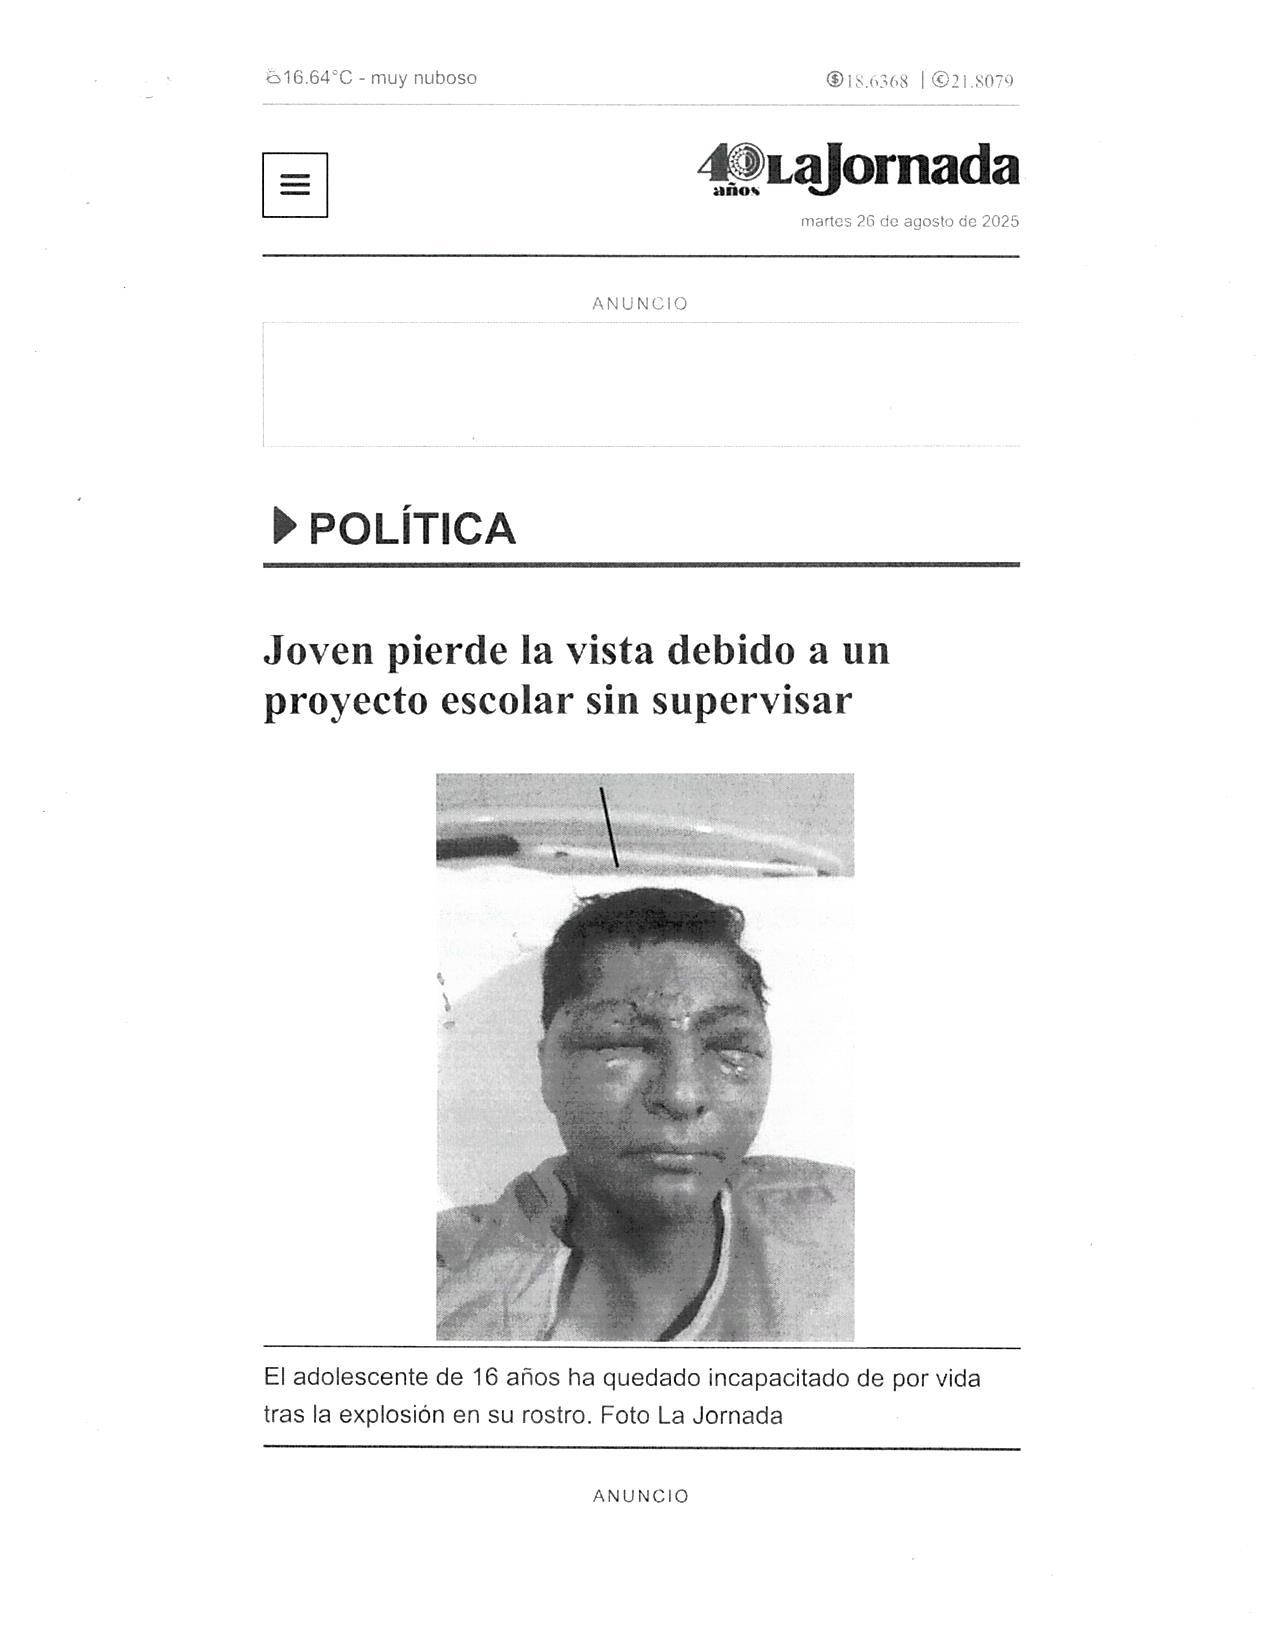 16.64°C - muy nuboso
$18.6368 | €21.8079
40 años La Jornada
martes 26 de agosto de 2025
ANUNCIO
POLÍTICA
Joven pierde la vista debido a un
proyecto escolar sin supervisar
El adolescente de 16 años ha quedado incapacitado de por vida
tras la explosión en su rostro. Foto La Jornada
ANUNCIO